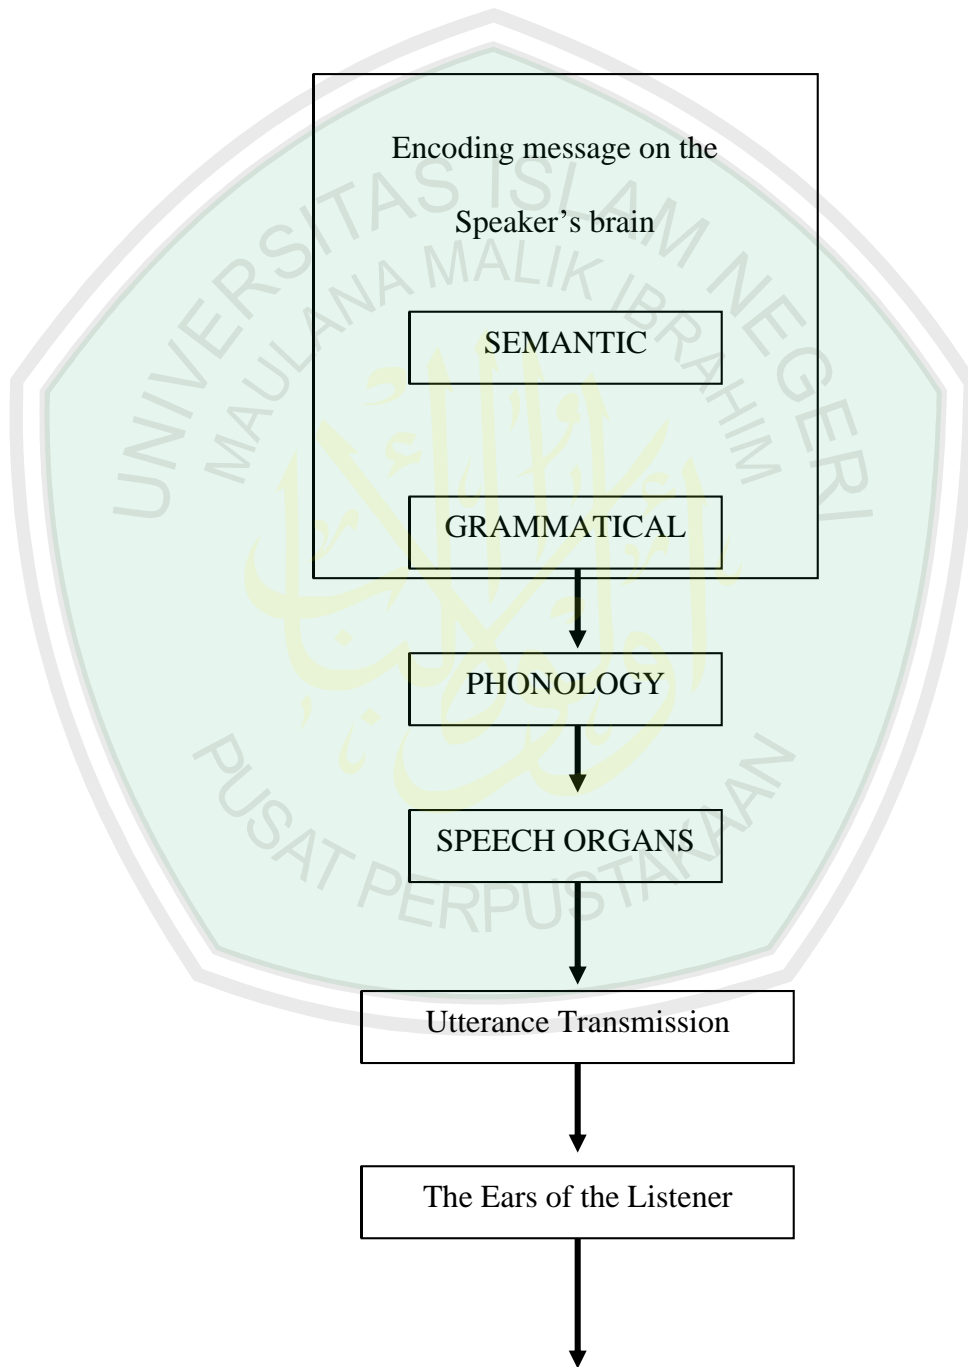 Encoding message on the
Speaker’s brain
SEMANTIC
GRAMMATICAL
PHONOLOGY
SPEECH ORGANS
Utterance Transmission
The Ears of the Listener
UNIVERSITAS ISLAM NEGERI
MAULANA MALIK IBRAHIM
PUSAT PERPUSTAKAAN